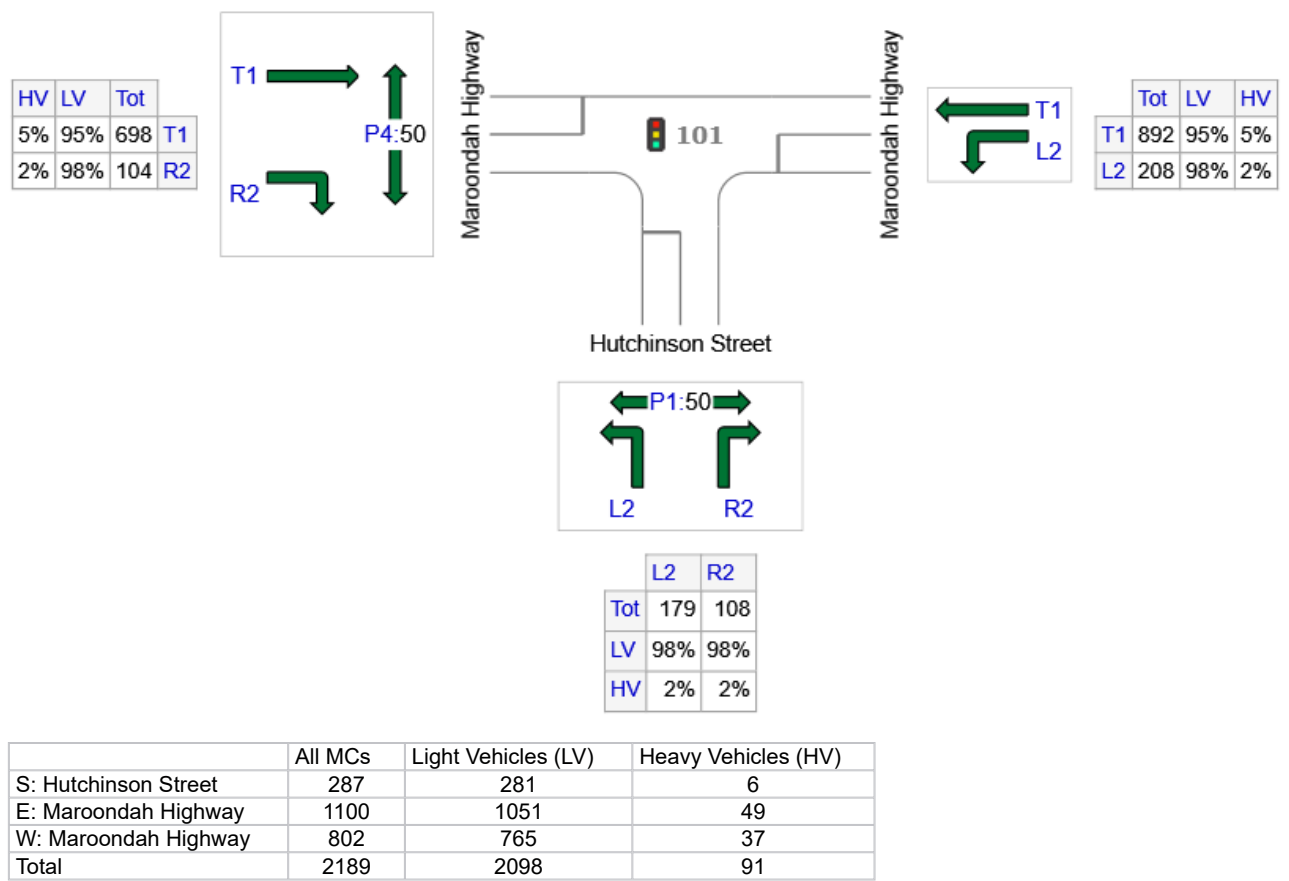 HV LV Tot
5% 95% 698 T1
2% 98% 104 R2
T1
P4:50
R2
Maroondah Highway
101
Maroondah Highway
T1
L2
Tot LV HV
T1 892 95% 5%
L2 208 98% 2%
Hutchinson Street
P1:50
L2 R2
L2 R2
Tot 179 108
LV 98% 98%
HV 2% 2%
All MCs Light Vehicles (LV) Heavy Vehicles (HV)
S: Hutchinson Street 287 281 6
E: Maroondah Highway 1100 1051 49
W: Maroondah Highway 802 765 37
Total 2189 2098 91